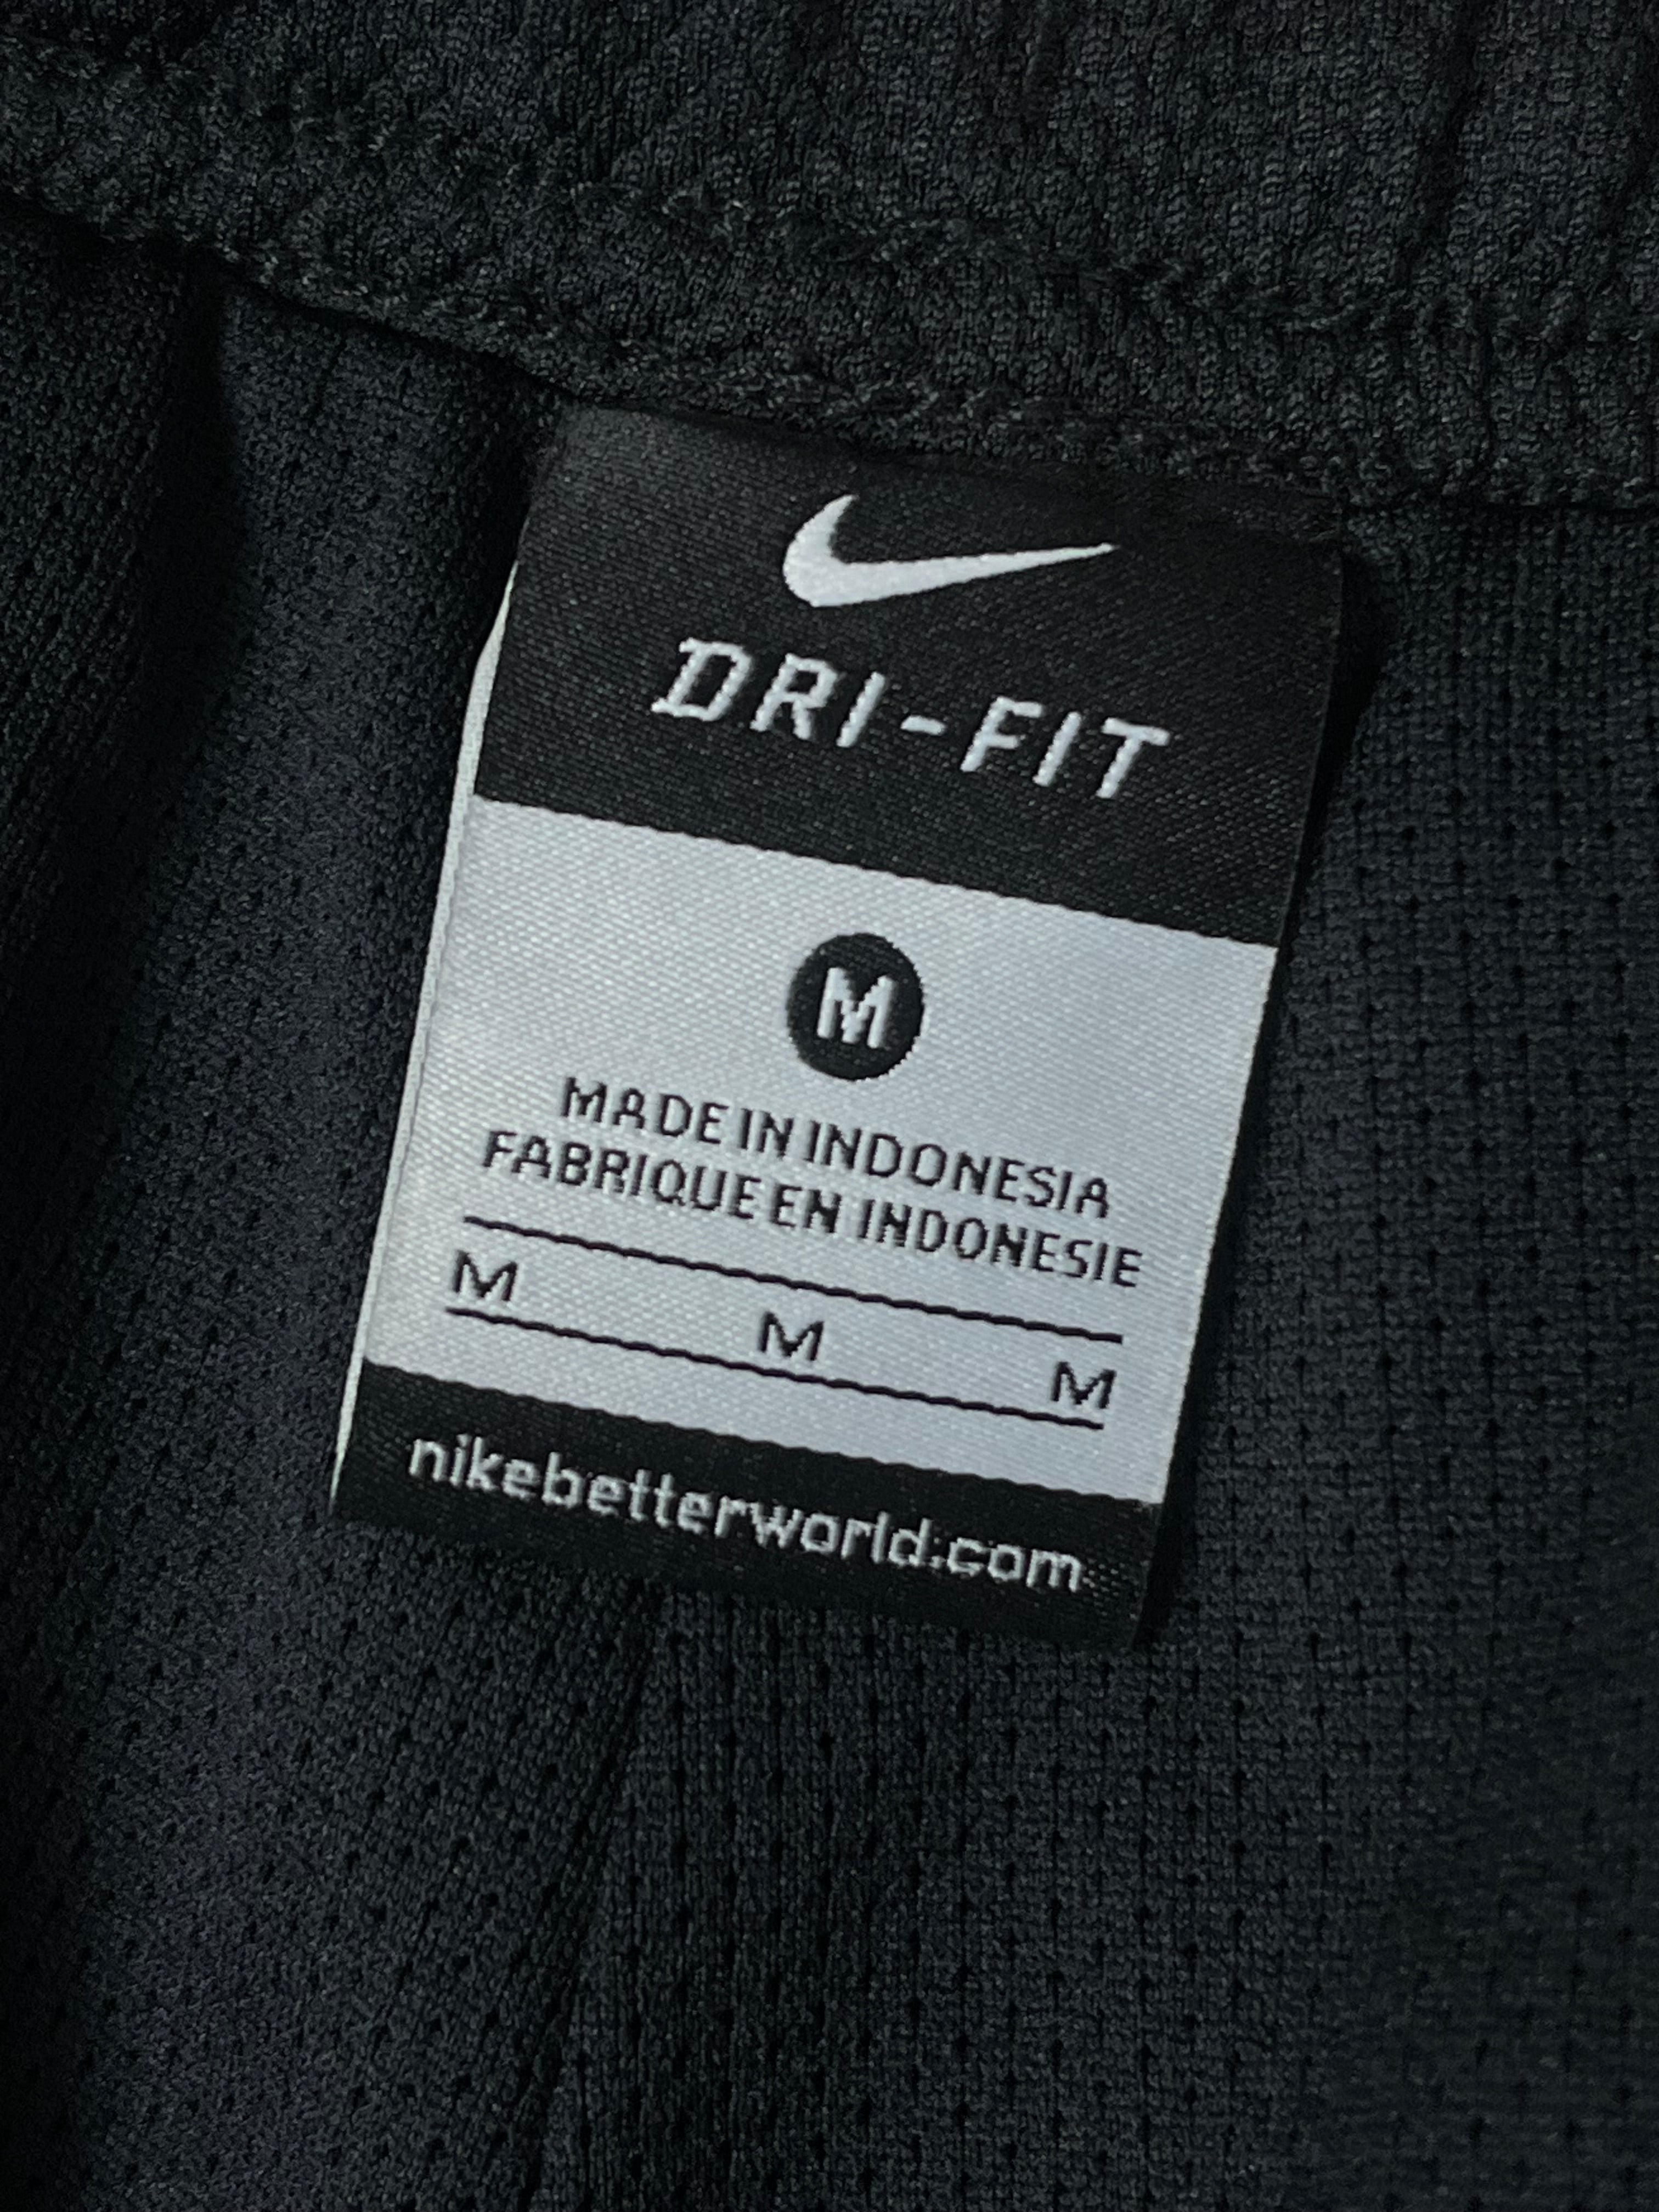 DRI-FIT
M
MADE IN INDONESIA
FABRIQUE EN INDONESIE
M M M
nikebetterworld.com